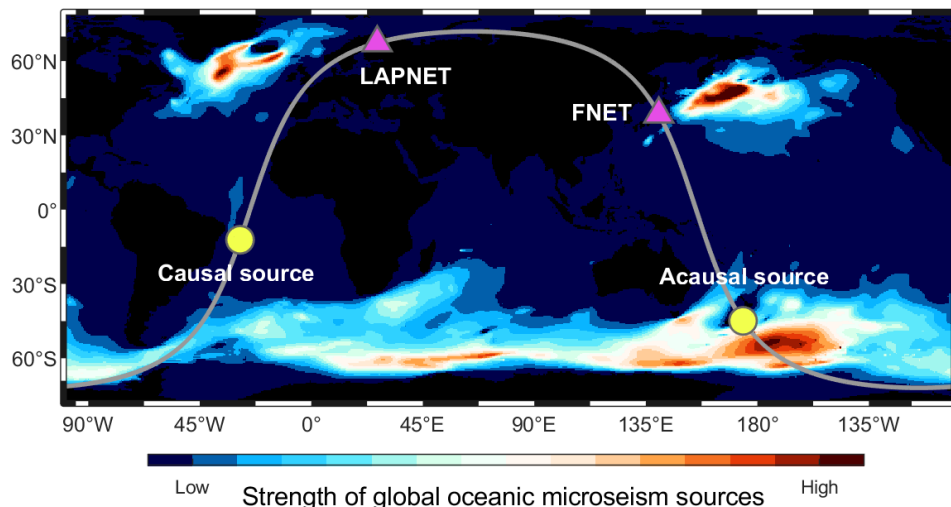 60°N
LAPNET
FNET
30°N
0°
Causal source
Acausal source
30°S
60°S
90°W 45°W 0° 45°E 90°E 135°E 180° 135°W
Low High
Strength of global oceanic microseism sources